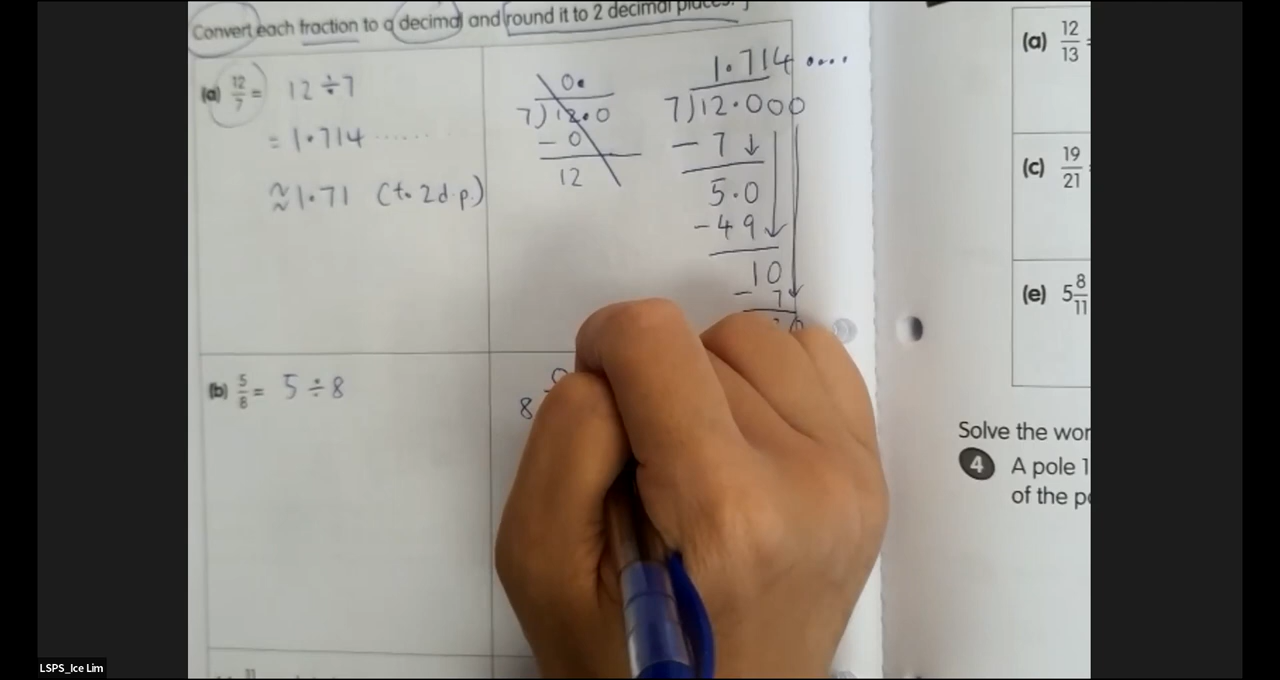 Convert each fraction to a decimal and round it to 2 decimal places.
(a) 12/7 = 12 ÷ 7
= 1.714 ......
≈ 1.71 (to 2 d.p.)
0.
7)12.0
- 0
12
1.714 ....
7)12.000
- 7
5.0
- 49
10
- 7
(b) 5/8 = 5 ÷ 8
8
(a) 12/13 =
(c) 19/21
(e) 5 8/11
Solve the wor
4 A pole 1
of the p
LSPS_Ice Lim